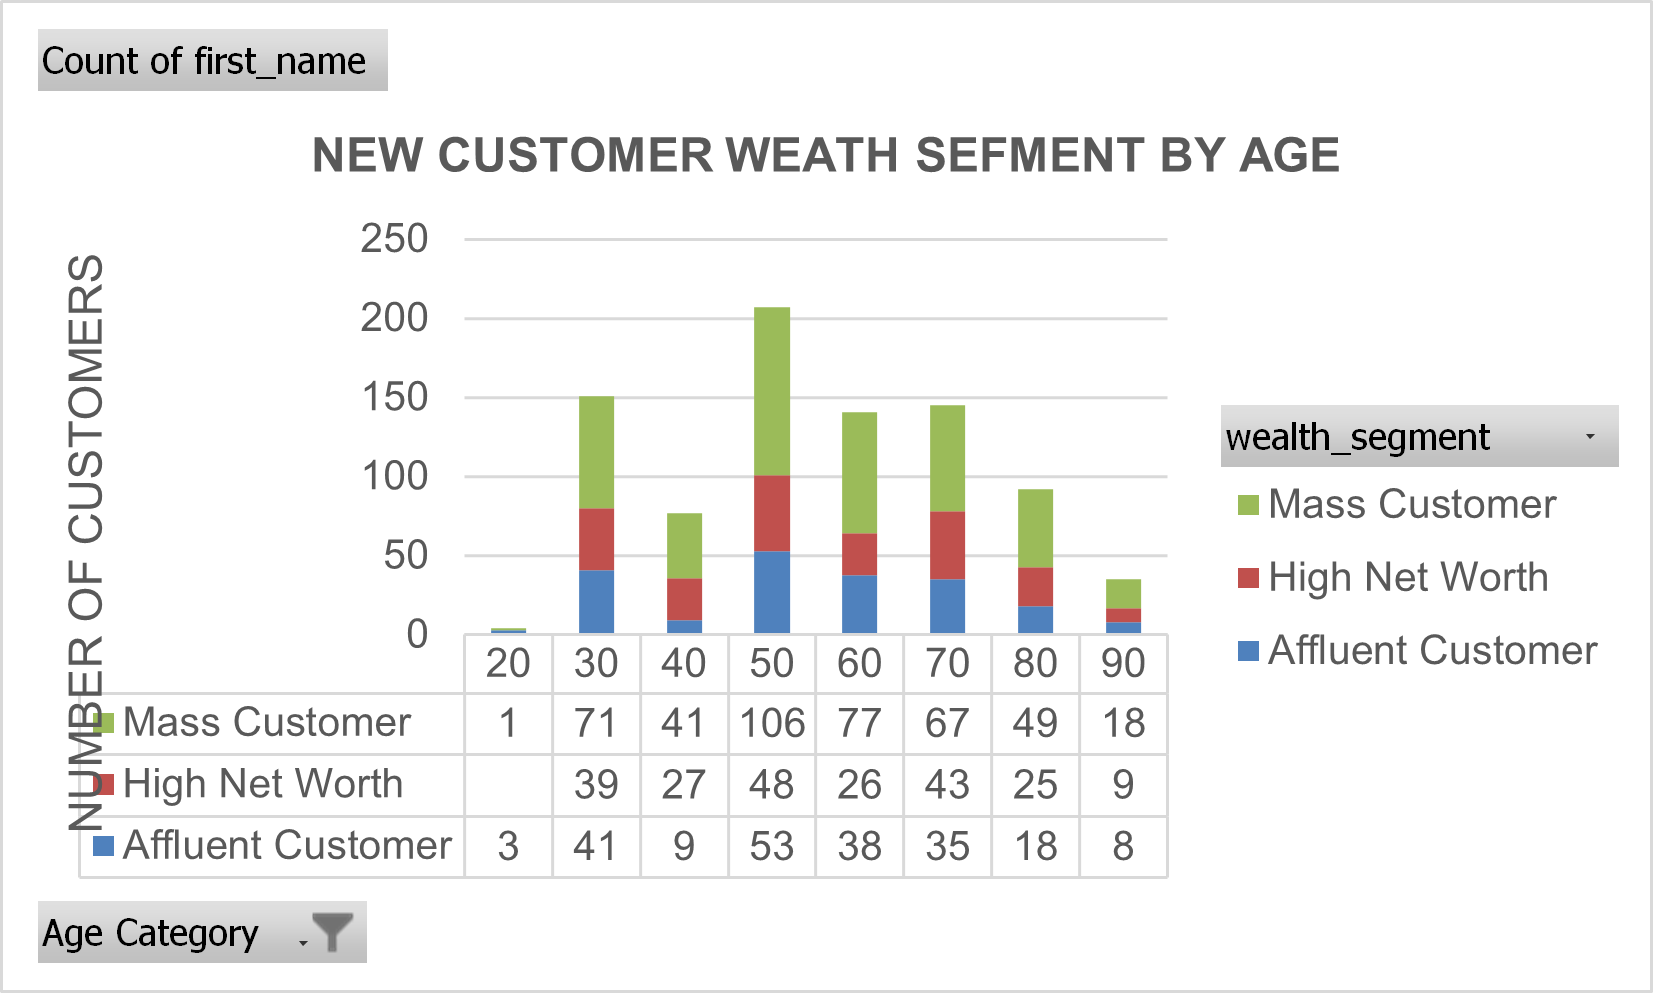 Count of first_name
NEW CUSTOMER WEATH SEFMENT BY AGE
NUMBER OF CUSTOMERS
250
200
150
100
50
0
20 30 40 50 60 70 80 90
Mass Customer 1 71 41 106 77 67 49 18
High Net Worth 39 27 48 26 43 25 9
Affluent Customer 3 41 9 53 38 35 18 8
wealth_segment
Mass Customer
High Net Worth
Affluent Customer
Age Category